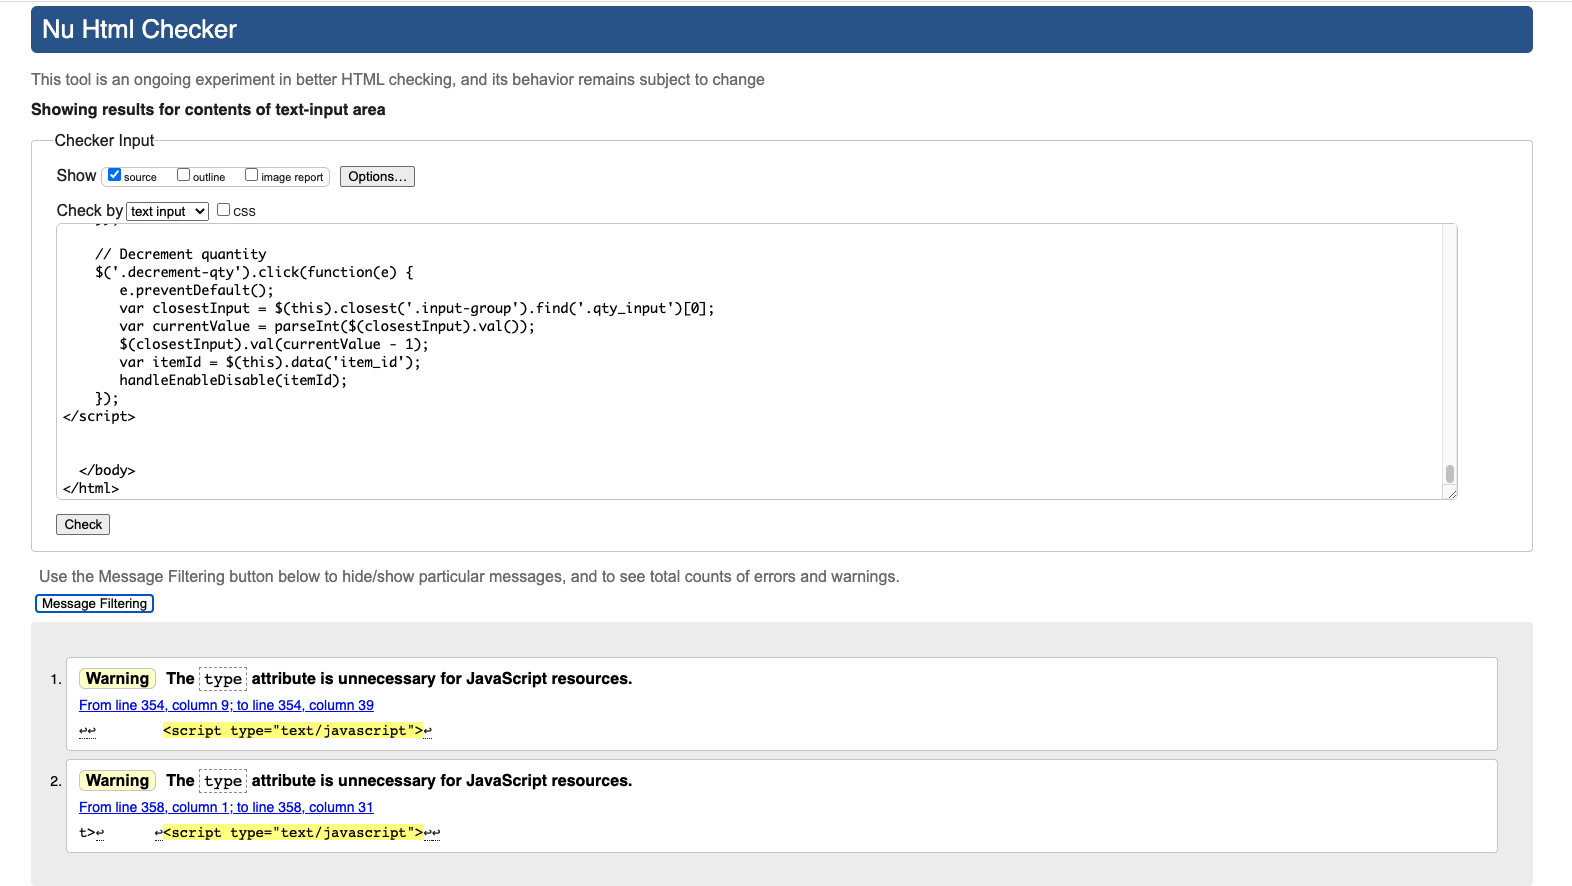 Nu Html Checker
This tool is an ongoing experiment in better HTML checking, and its behavior remains subject to change
Showing results for contents of text-input area
Checker Input
Show source outline image report Options...
Check by text input css
// Decrement quantity
$('.decrement-qty').click(function(e) {
e.preventDefault();
var closestInput = $(this).closest('.input-group').find('.qty_input')[0];
var currentValue = parseInt($(closestInput).val());
$(closestInput).val(currentValue - 1);
var itemId = $(this).data('item_id');
handleEnableDisable(itemId);
});
</script>
</body>
</html>
Check
Use the Message Filtering button below to hide/show particular messages, and to see total counts of errors and warnings.
Message Filtering
1. Warning The type attribute is unnecessary for JavaScript resources.
From line 354, column 9; to line 354, column 39
↩↩ <script type="text/javascript">↩
2. Warning The type attribute is unnecessary for JavaScript resources.
From line 358, column 1; to line 358, column 31
t>↩ ↩<script type="text/javascript">↩↩